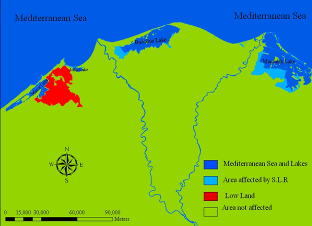 Mediterranean Sea
Mediterranean Sea
Lake
N
W E
S
Mediterranean Sea and Lakes
Area affected by S.L.R
Low Land
Area not affected
0 15,000 30,000 60,000 90,000
Meters